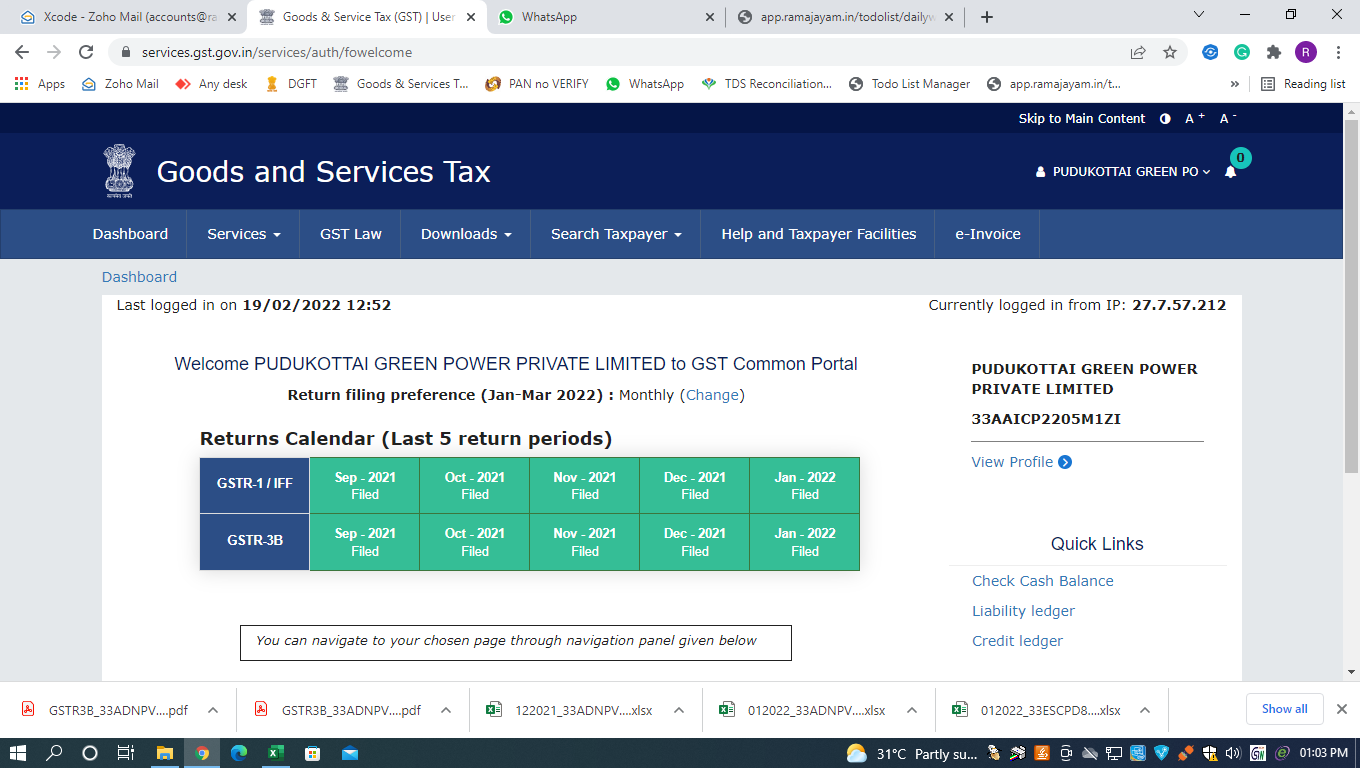 Xcode - Zoho Mail (accounts@ra
Goods & Service Tax (GST) | User
WhatsApp
app.ramajayam.in/todolist/dailyw
services.gst.gov.in/services/auth/fowelcome
R
Apps
Zoho Mail
Any desk
DGFT
Goods & Services T...
PAN no VERIFY
WhatsApp
TDS Reconciliation...
Todo List Manager
app.ramajayam.in/t...
»
Reading list
Skip to Main Content
A +
A -
Goods and Services Tax
PUDUKOTTAI GREEN PO
0
Dashboard
Services
GST Law
Downloads
Search Taxpayer
Help and Taxpayer Facilities
e-Invoice
Dashboard
Last logged in on 19/02/2022 12:52
Currently logged in from IP: 27.7.57.212
Welcome PUDUKOTTAI GREEN POWER PRIVATE LIMITED to GST Common Portal
Return filing preference (Jan-Mar 2022) : Monthly (Change)
PUDUKOTTAI GREEN POWER
PRIVATE LIMITED
33AAICP2205M1ZI
View Profile
Returns Calendar (Last 5 return periods)
GSTR-1 / IFF
Sep - 2021
Filed
Oct - 2021
Filed
Nov - 2021
Filed
Dec - 2021
Filed
Jan - 2022
Filed
GSTR-3B
Sep - 2021
Filed
Oct - 2021
Filed
Nov - 2021
Filed
Dec - 2021
Filed
Jan - 2022
Filed
Quick Links
Check Cash Balance
Liability ledger
Credit ledger
You can navigate to your chosen page through navigation panel given below
GSTR3B_33ADNPV....pdf
GSTR3B_33ADNPV....pdf
122021_33ADNPV....xlsx
012022_33ADNPV....xlsx
012022_33ESCPD8....xlsx
Show all
31°C Partly su...
01:03 PM